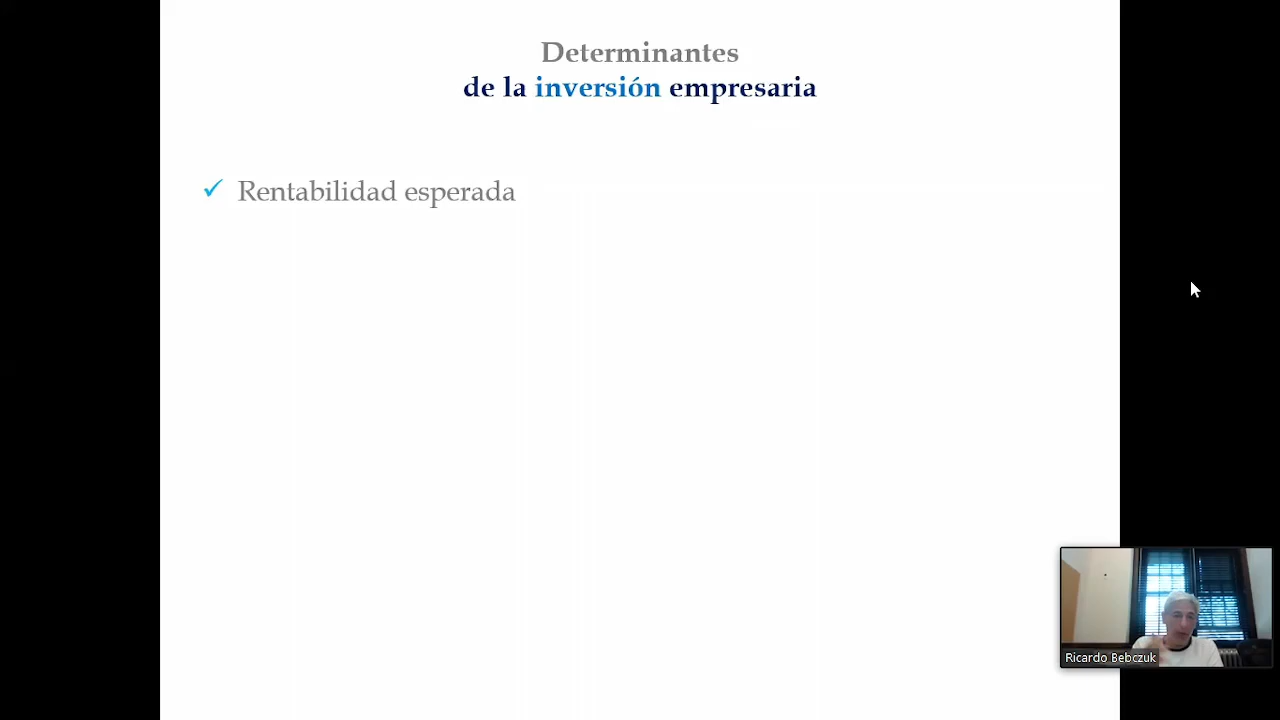 Determinantes
de la inversión empresaria
Rentabilidad esperada
Ricardo Bebczuk